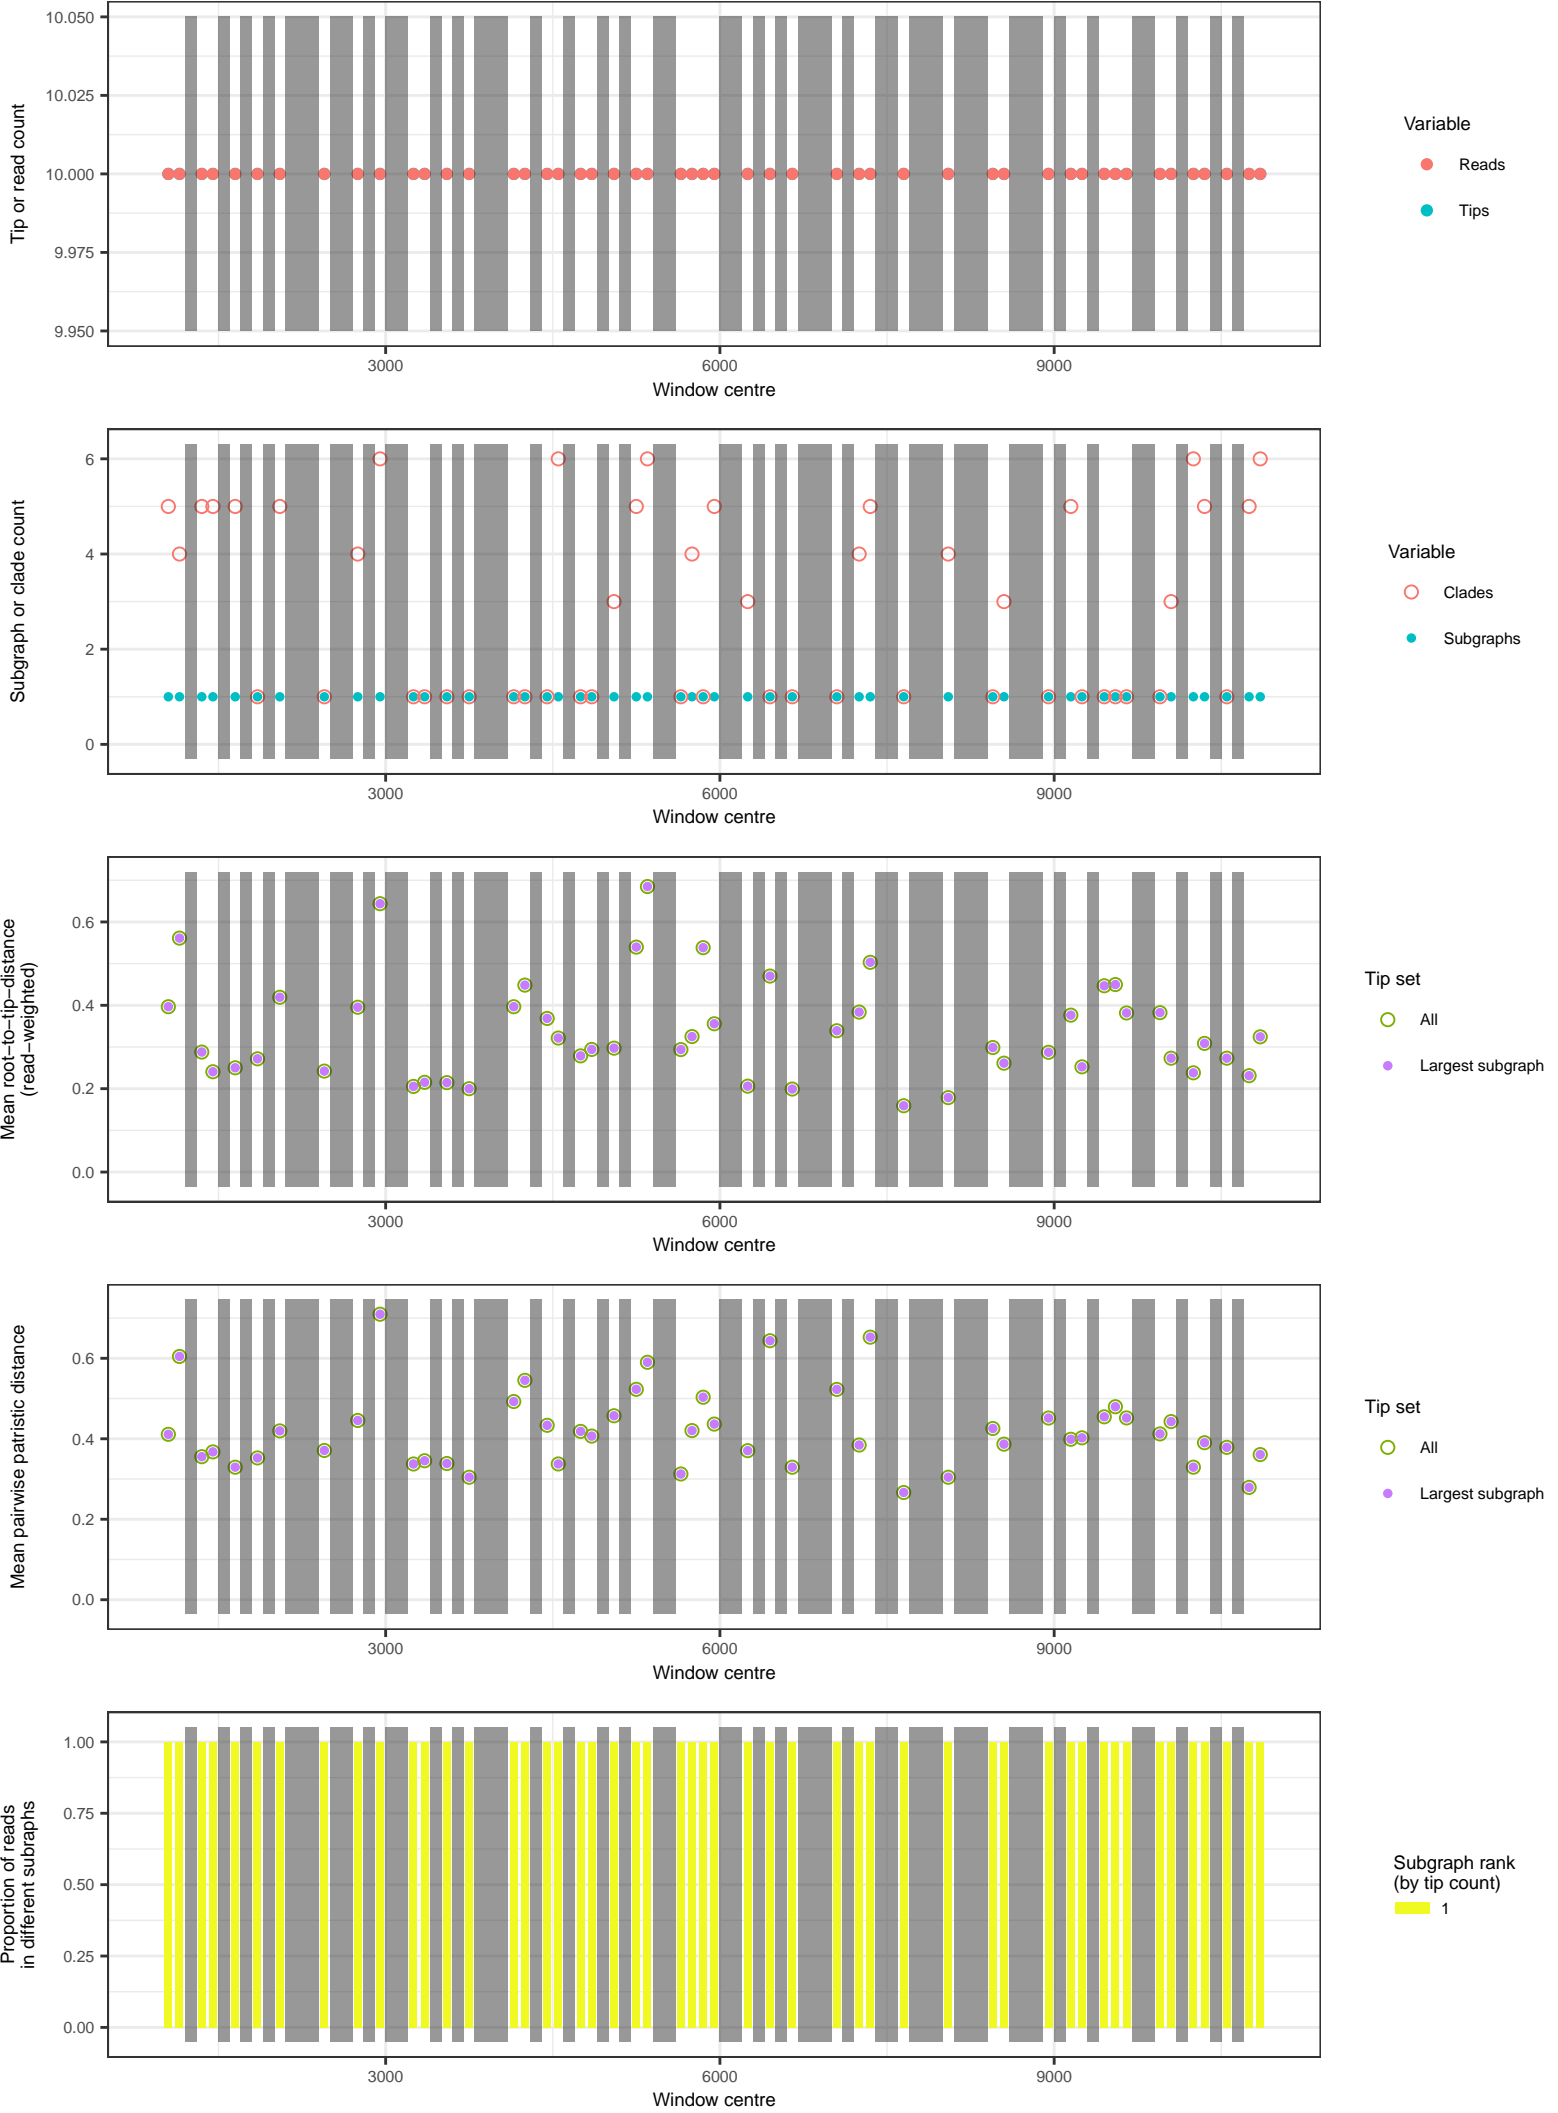 10.050
10.025
10.000
9.975
9.950
Tip or read count
3000 6000 9000
Window centre
Variable
Reads
Tips
6
4
2
0
Subgraph or clade count
3000 6000 9000
Window centre
Variable
Clades
Subgraphs
0.6
0.4
0.2
0.0
Mean root−to−tip−distance
(read−weighted)
3000 6000 9000
Window centre
Tip set
All
Largest subgraph
0.6
0.4
0.2
0.0
Mean pairwise patristic distance
3000 6000 9000
Window centre
Tip set
All
Largest subgraph
1.00
0.75
0.50
0.25
0.00
Proportion of reads
in different subraphs
3000 6000 9000
Window centre
Subgraph rank
(by tip count)
1